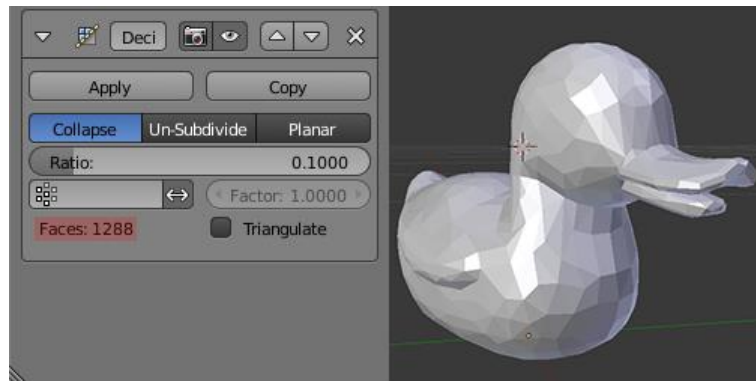 Deci
Apply Copy
Collapse Un-Subdivide Planar
Ratio: 0.1000
Factor: 1.0000
Faces: 1288 Triangulate